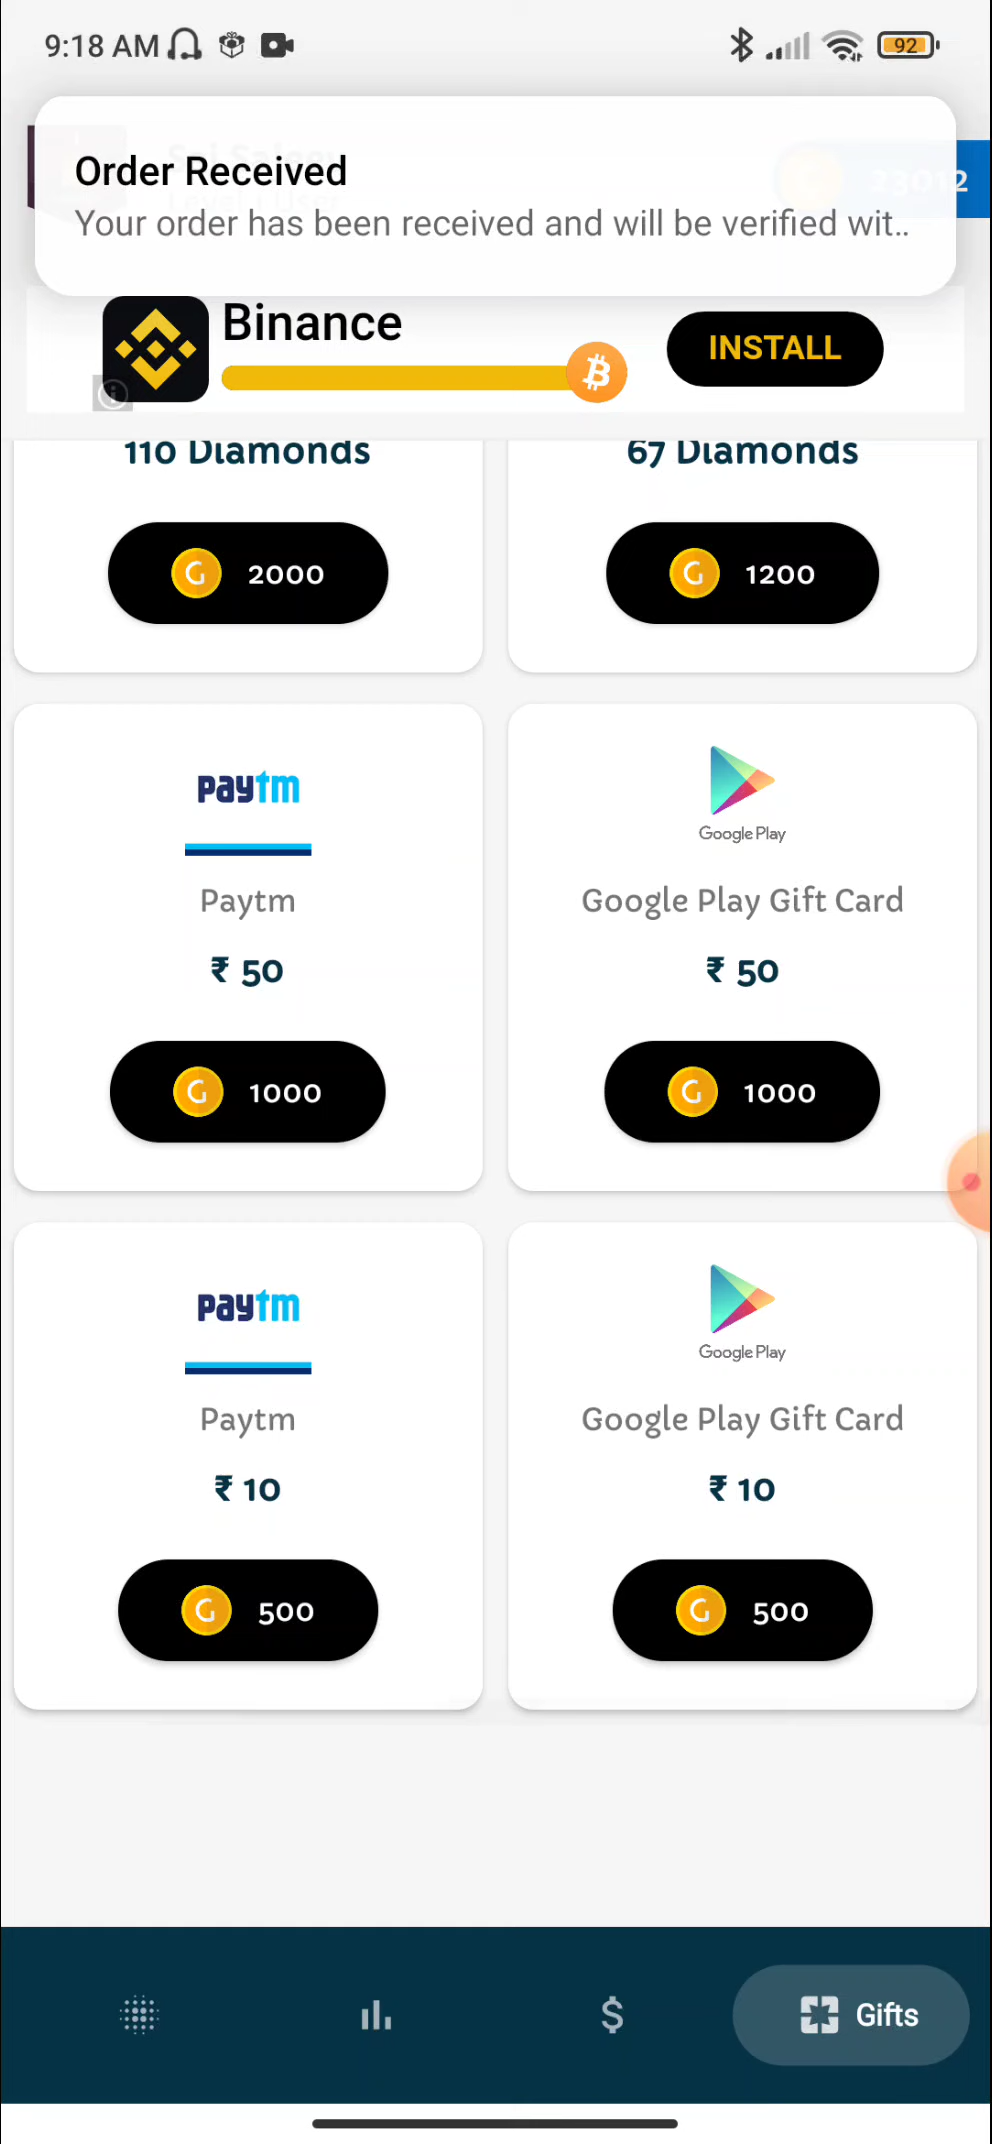 9:18 AM
92
Order Received
Your order has been received and will be verified wit..
23012
Binance
INSTALL
110 Diamonds
67 Diamonds
G 2000
G 1200
paytm
Google Play
Paytm
Google Play Gift Card
₹ 50
₹ 50
G 1000
G 1000
paytm
Google Play
Paytm
Google Play Gift Card
₹ 10
₹ 10
G 500
G 500
Gifts